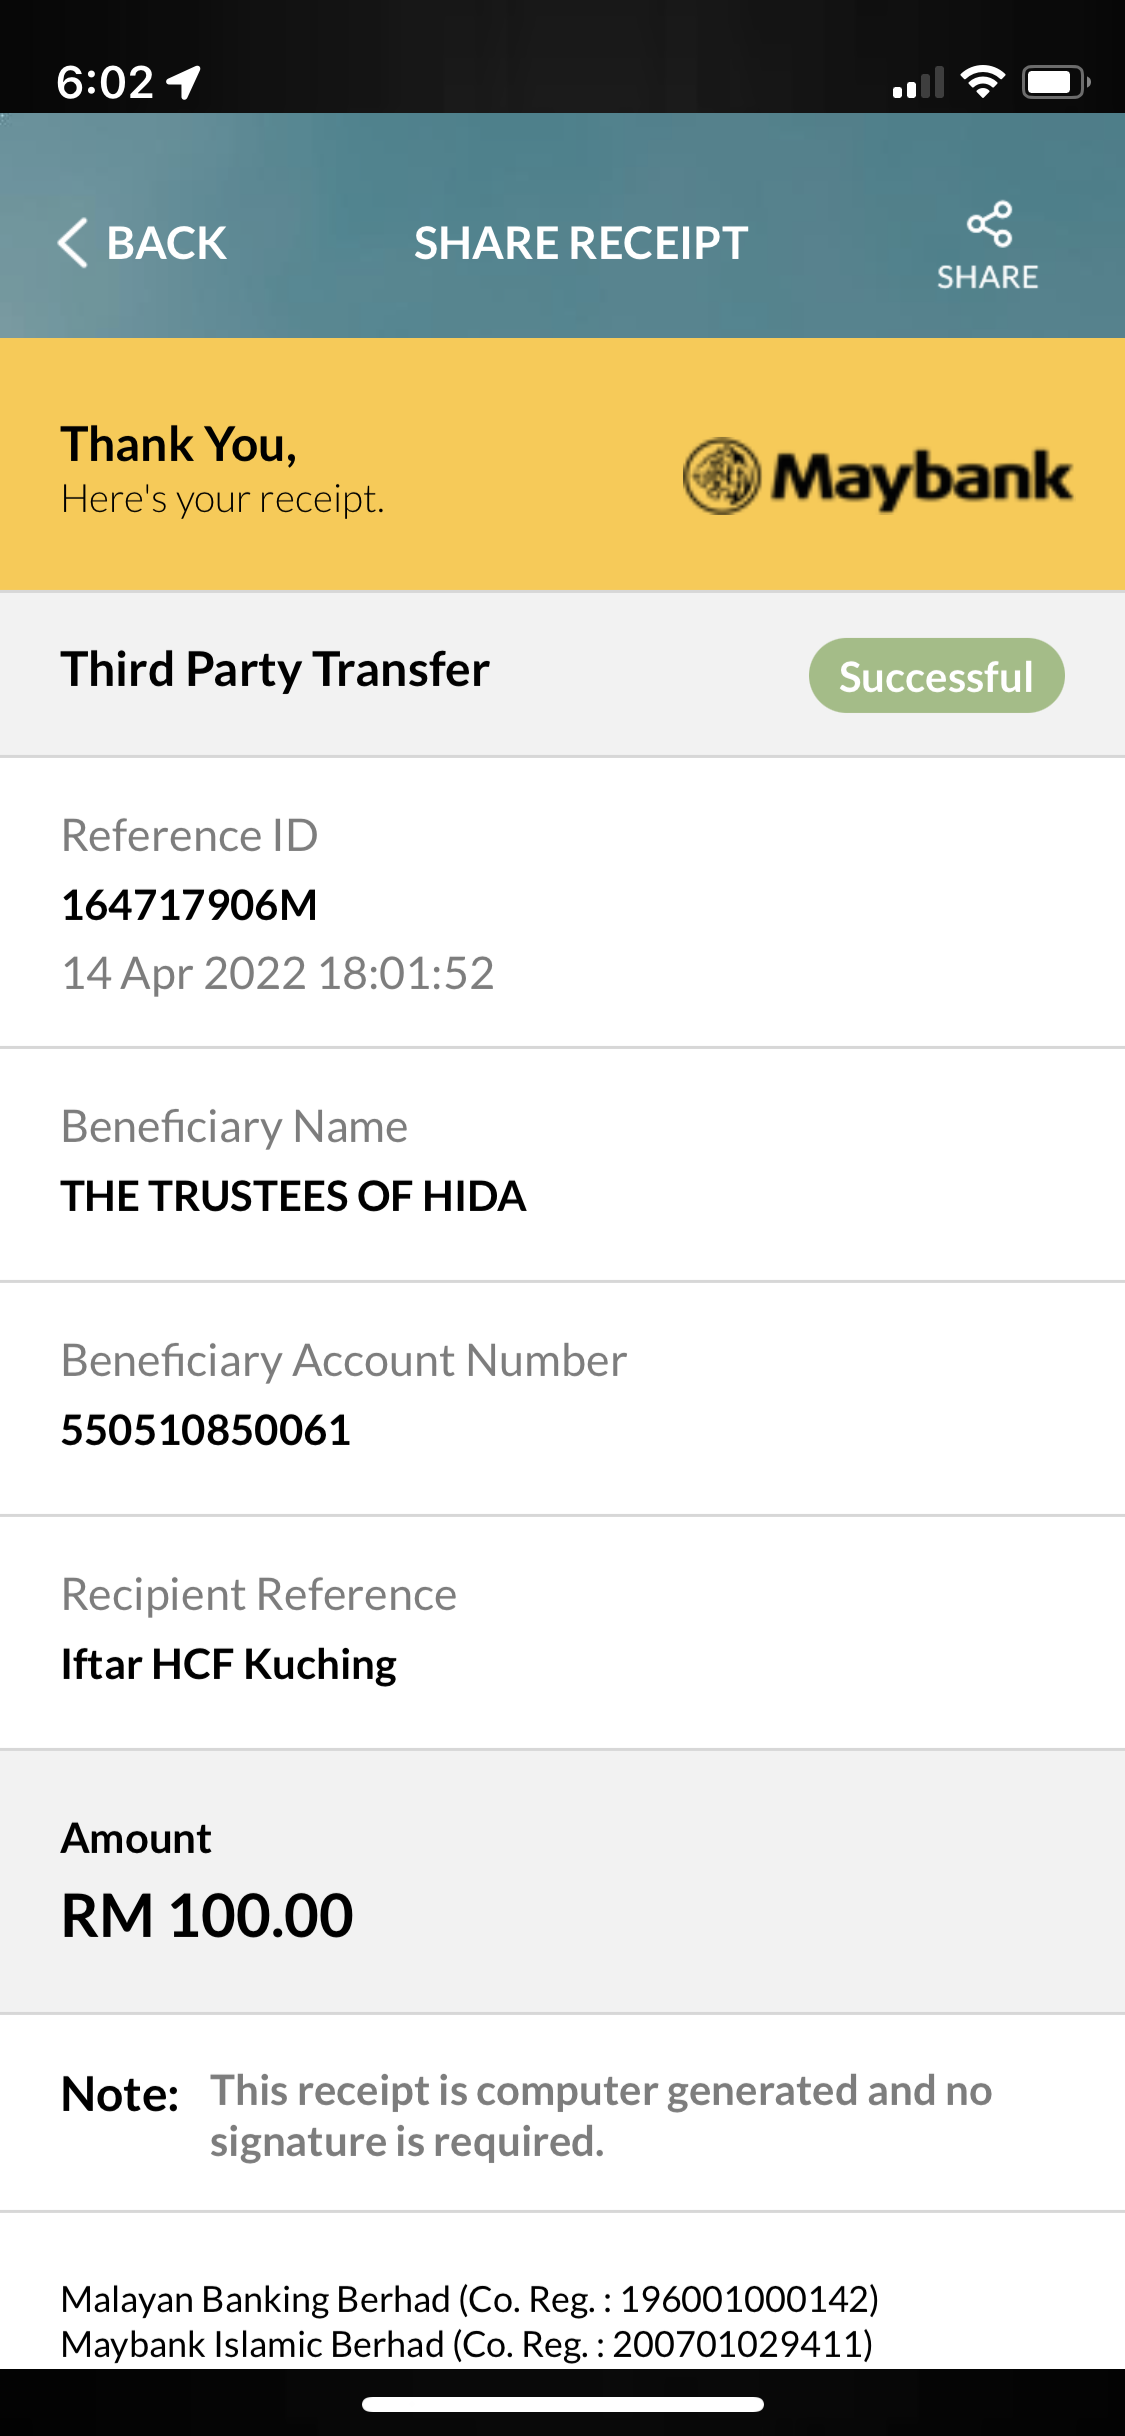 6:02
BACK
SHARE RECEIPT
SHARE
Thank You,
Here's your receipt.
Maybank
Third Party Transfer
Successful
Reference ID
164717906M
14 Apr 2022 18:01:52
Beneficiary Name
THE TRUSTEES OF HIDA
Beneficiary Account Number
550510850061
Recipient Reference
Iftar HCF Kuching
Amount
RM 100.00
Note: This receipt is computer generated and no
signature is required.
Malayan Banking Berhad (Co. Reg. : 196001000142)
Maybank Islamic Berhad (Co. Reg. : 200701029411)